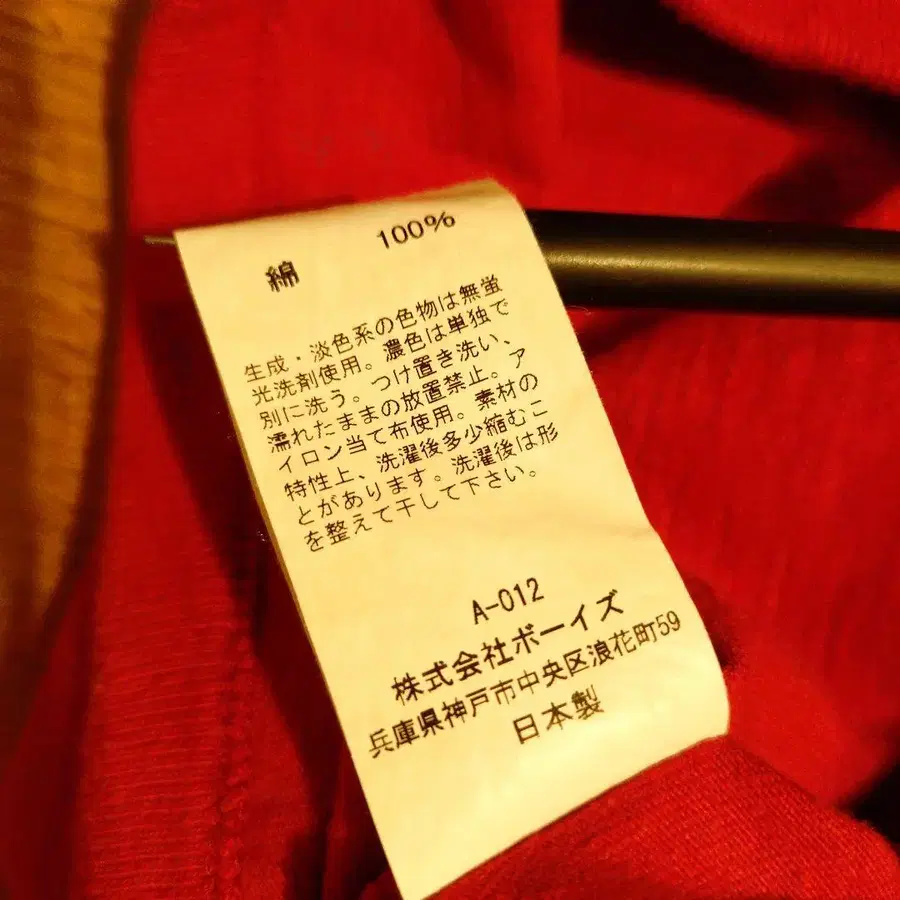 綿 100%
生成・淡色系の色物は無蛍
光洗剤使用。濃色は単独で
別に洗う。つけ置き洗い、
濡れたままの放置禁止。ア
イロン当て布使用。素材の
特性上、洗濯後多少縮むこ
とがあります。洗濯後は形
を整えて干して下さい。
A-012
株式会社ボーイズ
兵庫県神戸市中央区浪花町59
日本製